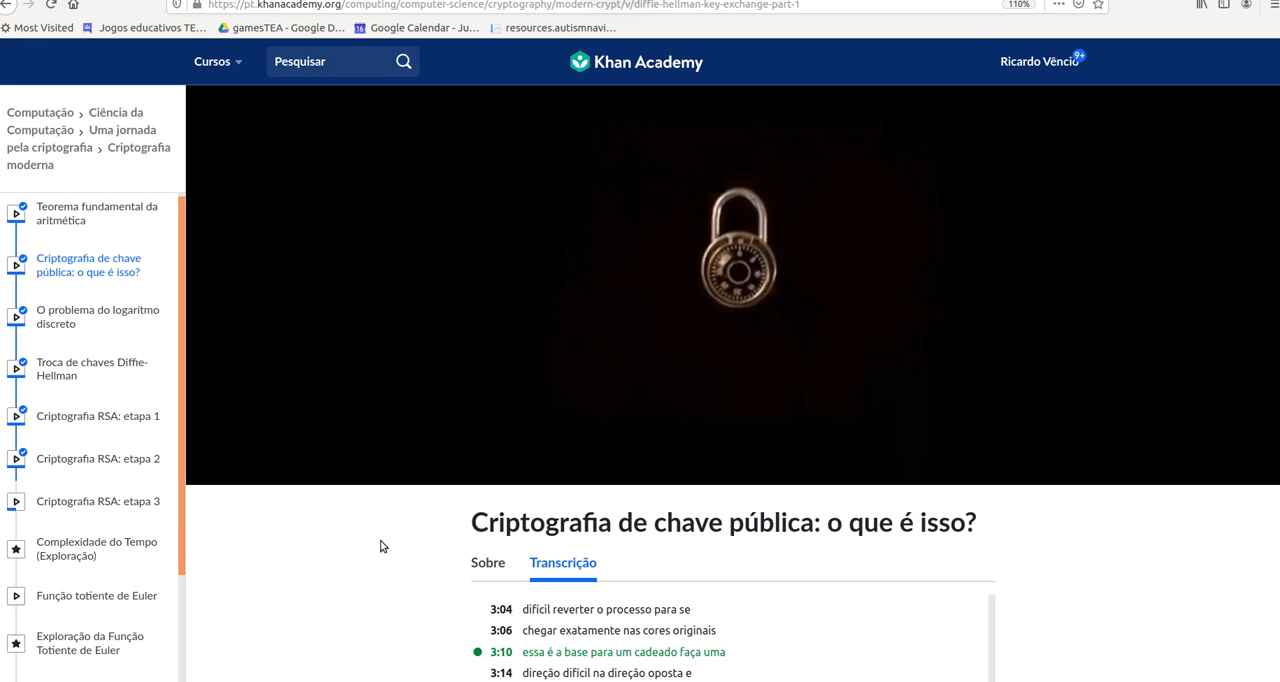 https://pt.khanacademy.org/computing/computer-science/cryptography/modern-crypt/v/diffie-hellman-key-exchange-part-1
110%
Most Visited
Jogos educativos TE...
gamesTEA - Google D...
16
Google Calendar - Ju...
resources.autismnavi...
Cursos
Pesquisar
Khan Academy
Ricardo Vêncio
9+
Computação > Ciência da
Computação > Uma jornada
pela criptografia > Criptografia
moderna
Teorema fundamental da
aritmética
Criptografia de chave
pública: o que é isso?
O problema do logarítmo
discreto
Troca de chaves Diffie-
Hellman
Criptografia RSA: etapa 1
Criptografia RSA: etapa 2
Criptografia RSA: etapa 3
Complexidade do Tempo
(Exploração)
Função totiente de Euler
Exploração da Função
Totiente de Euler
Criptografia de chave pública: o que é isso?
Sobre
Transcrição
3:04 difícil reverter o processo para se
3:06 chegar exatamente nas cores originais
3:10 essa é a base para um cadeado faça uma
3:14 direção difícil na direção oposta e